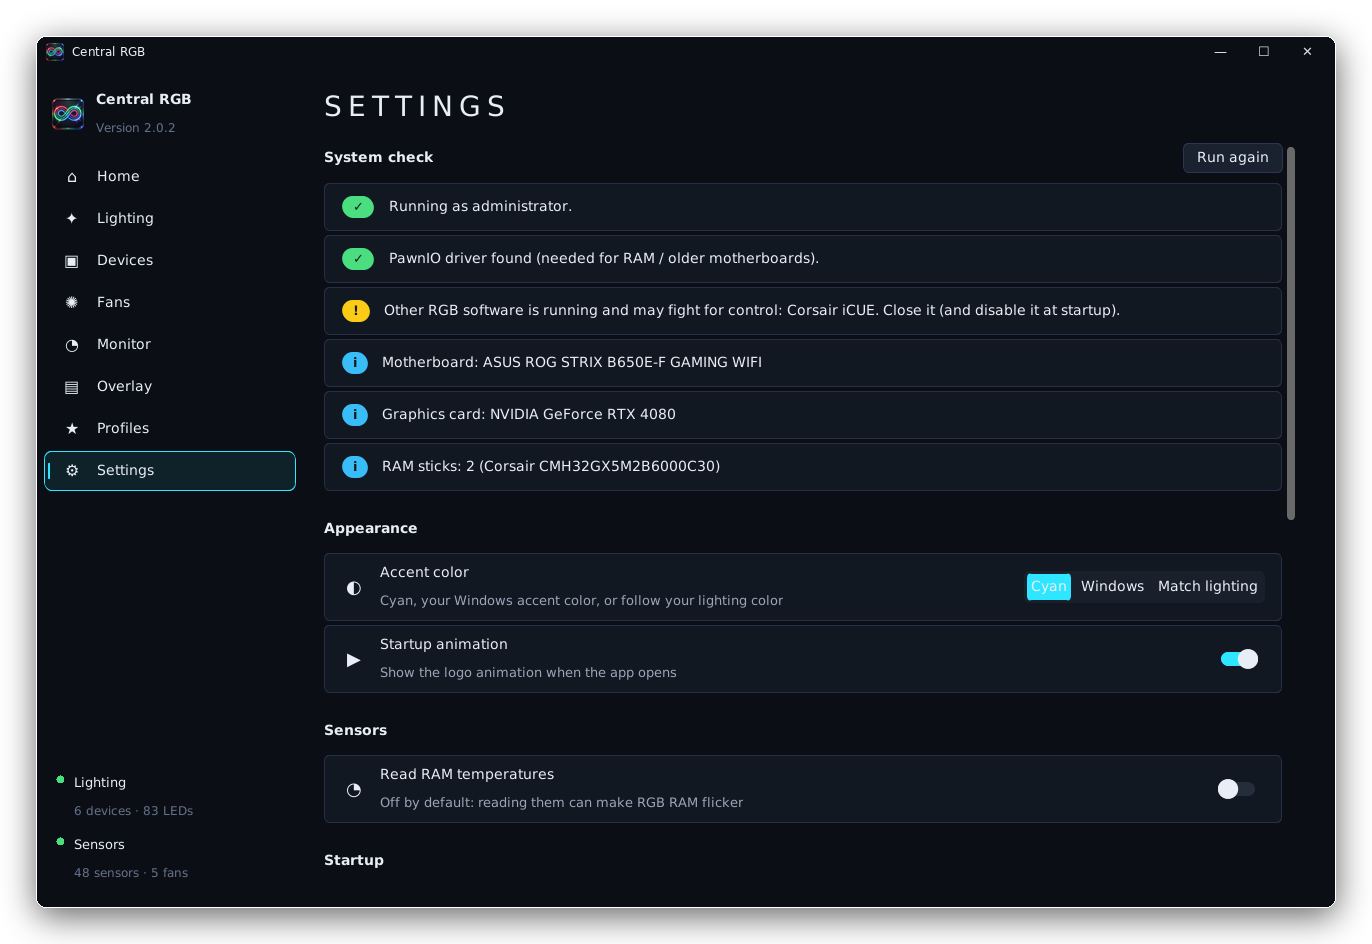 Central RGB
Central RGB
Version 2.0.2
Home
Lighting
Devices
Fans
Monitor
Overlay
Profiles
Settings
Lighting
6 devices · 83 LEDs
Sensors
48 sensors · 5 fans
SETTINGS
System check
Run again
Running as administrator.
PawnIO driver found (needed for RAM / older motherboards).
Other RGB software is running and may fight for control: Corsair iCUE. Close it (and disable it at startup).
Motherboard: ASUS ROG STRIX B650E-F GAMING WIFI
Graphics card: NVIDIA GeForce RTX 4080
RAM sticks: 2 (Corsair CMH32GX5M2B6000C30)
Appearance
Accent color
Cyan, your Windows accent color, or follow your lighting color
Cyan Windows Match lighting
Startup animation
Show the logo animation when the app opens
Sensors
Read RAM temperatures
Off by default: reading them can make RGB RAM flicker
Startup